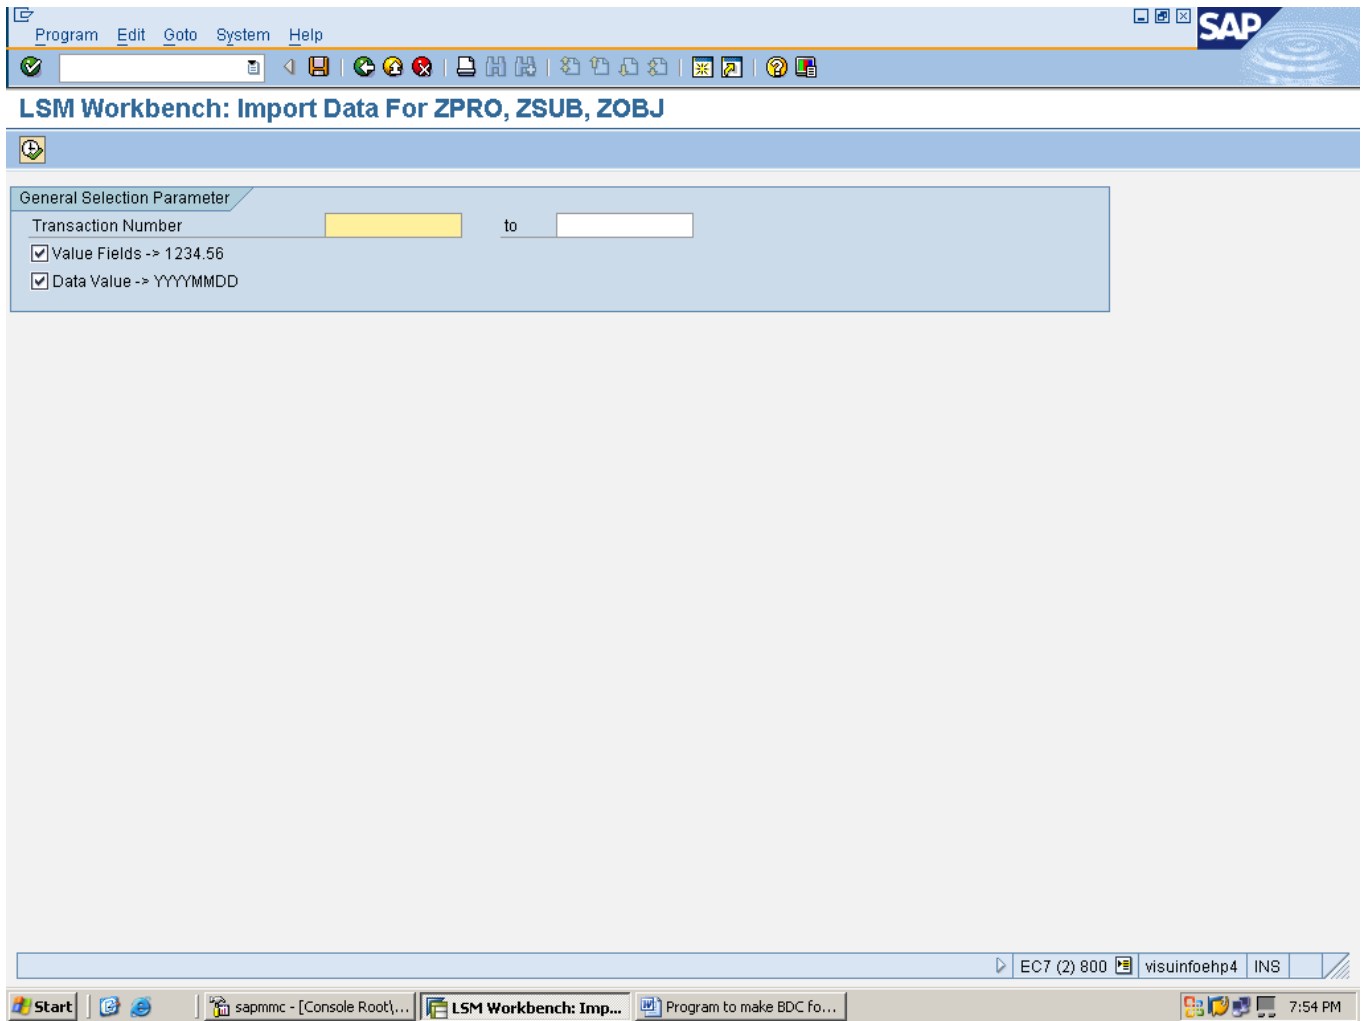 Program Edit Goto System Help
SAP
LSM Workbench: Import Data For ZPRO, ZSUB, ZOBJ
General Selection Parameter
Transaction Number to
Value Fields -> 1234.56
Data Value -> YYYYMMDD
EC7 (2) 800 visuinfoehp4 INS
Start sapmmc - [Console Root\... LSM Workbench: Imp... Program to make BDC fo... 7:54 PM